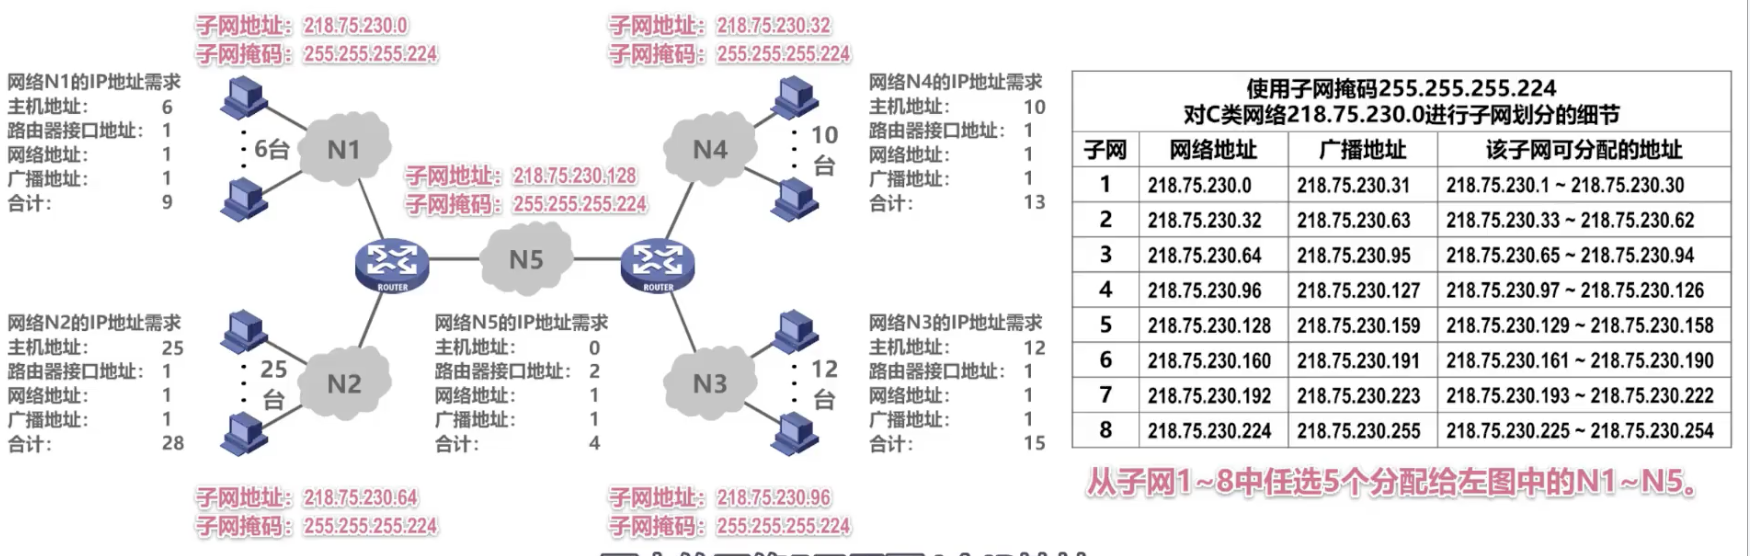 子网地址：218.75.230.0
子网掩码：255.255.255.224
子网地址：218.75.230.32
子网掩码：255.255.255.224
网络N1的IP地址需求
主机地址： 6
路由器接口地址： 1
网络地址： 1
广播地址： 1
合计： 9
6台
N1
N4
10
台
网络N4的IP地址需求
主机地址： 10
路由器接口地址： 1
网络地址： 1
广播地址： 1
合计： 13
子网地址：218.75.230.128
子网掩码：255.255.255.224
ROUTER
N5
ROUTER
网络N2的IP地址需求
主机地址： 25
路由器接口地址： 1
网络地址： 1
广播地址： 1
合计： 28
25
台
N2
网络N5的IP地址需求
主机地址： 0
路由器接口地址： 2
网络地址： 1
广播地址： 1
合计： 4
N3
12
台
网络N3的IP地址需求
主机地址： 12
路由器接口地址： 1
网络地址： 1
广播地址： 1
合计： 15
子网地址：218.75.230.64
子网掩码：255.255.255.224
子网地址：218.75.230.96
子网掩码：255.255.255.224
使用子网掩码255.255.255.224
对C类网络218.75.230.0进行子网划分的细节
子网 网络地址 广播地址 该子网可分配的地址
1 218.75.230.0 218.75.230.31 218.75.230.1 ~ 218.75.230.30
2 218.75.230.32 218.75.230.63 218.75.230.33 ~ 218.75.230.62
3 218.75.230.64 218.75.230.95 218.75.230.65 ~ 218.75.230.94
4 218.75.230.96 218.75.230.127 218.75.230.97 ~ 218.75.230.126
5 218.75.230.128 218.75.230.159 218.75.230.129 ~ 218.75.230.158
6 218.75.230.160 218.75.230.191 218.75.230.161 ~ 218.75.230.190
7 218.75.230.192 218.75.230.223 218.75.230.193 ~ 218.75.230.222
8 218.75.230.224 218.75.230.255 218.75.230.225 ~ 218.75.230.254
从子网1~8中任选5个分配给左图中的N1~N5。